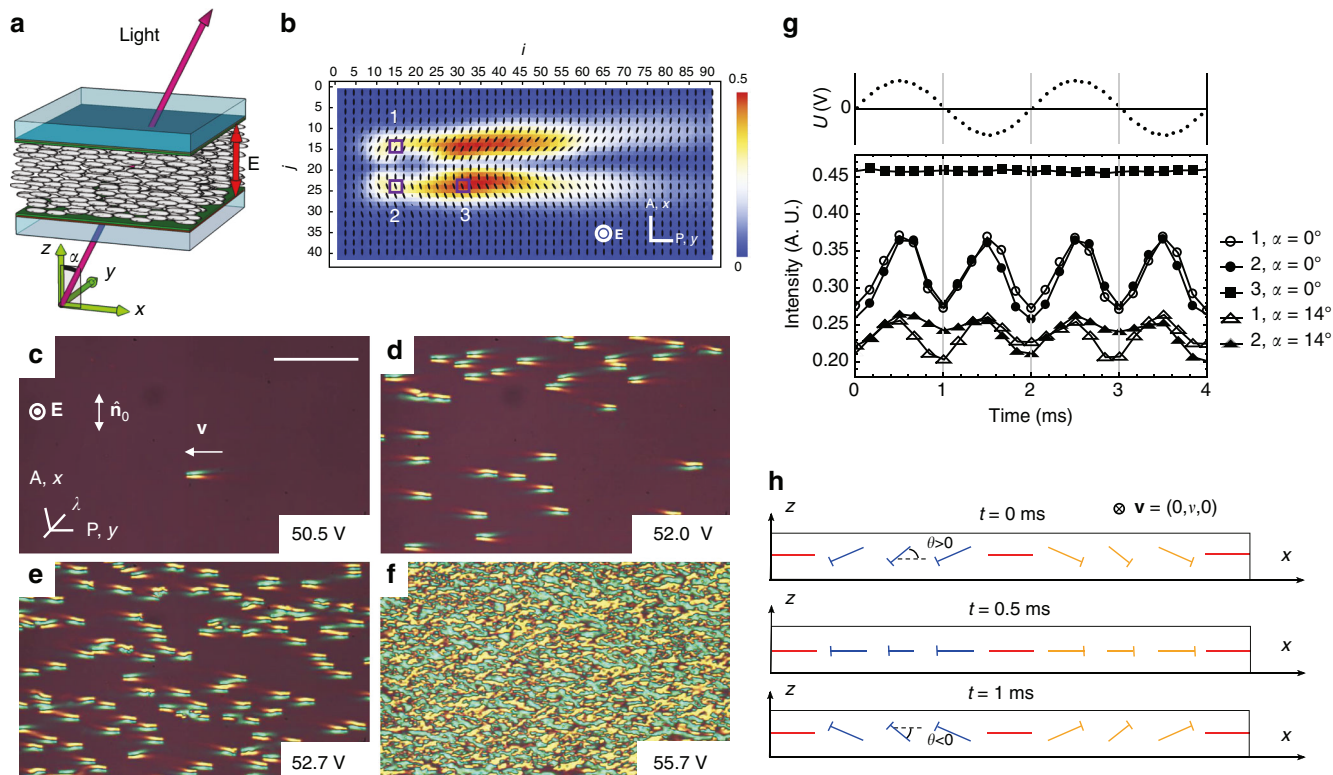 a
Light
E
z
α
y
x
b
i
0 5 10 15 20 25 30 35 40 45 50 55 60 65 70 75 80 85 90
j
0
5
10
15
20
25
30
35
40
1
2
3
E
A, x
P, y
0.5
0
c
E
n̂₀
v
A, x
λ
P, y
50.5 V
d
52.0 V
e
52.7 V
f
55.7 V
g
U (V)
0
Intensity (A. U.)
0.45
0.40
0.35
0.30
0.25
0.20
0 1 2 3 4
Time (ms)
1, α = 0°
2, α = 0°
3, α = 0°
1, α = 14°
2, α = 14°
h
z
t = 0 ms
v = (0,v,0)
θ>0
x
z
t = 0.5 ms
x
z
t = 1 ms
θ<0
x